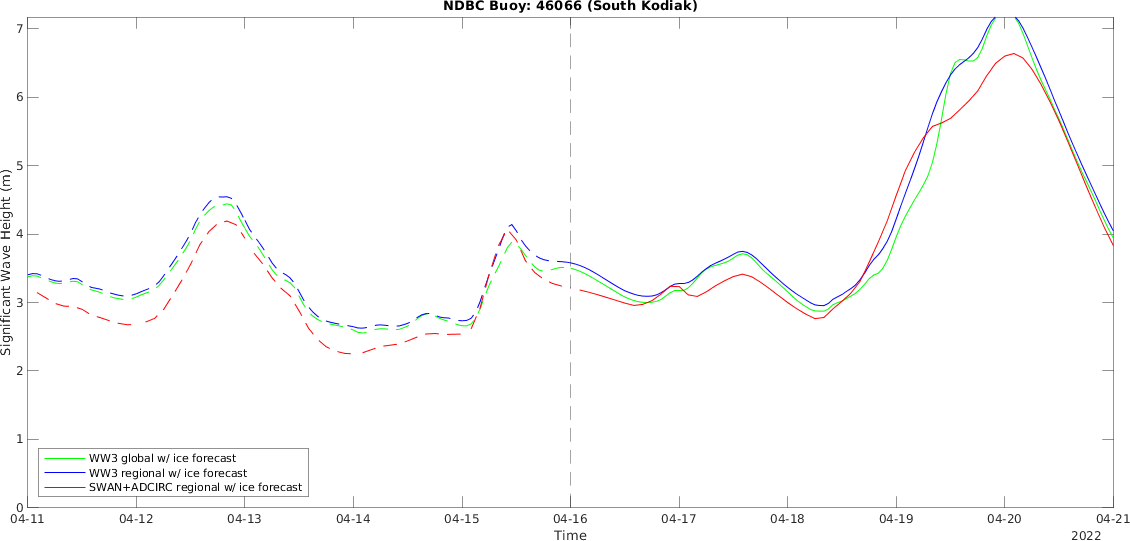 NDBC Buoy: 46066 (South Kodiak)
7
6
5
4
3
2
1
0
Significant Wave Height (m)
WW3 global w/ ice forecast
WW3 regional w/ ice forecast
SWAN+ADCIRC regional w/ ice forecast
04-11 04-12 04-13 04-14 04-15 04-16 04-17 04-18 04-19 04-20 04-21
Time
2022